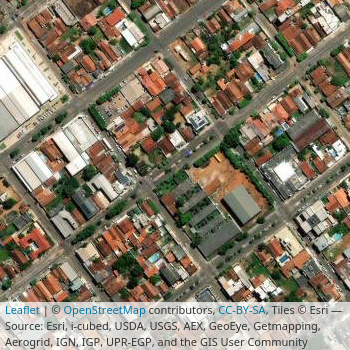 Leaflet | © OpenStreetMap contributors, CC-BY-SA, Tiles © Esri —
Source: Esri, i-cubed, USDA, USGS, AEX, GeoEye, Getmapping,
Aerogrid, IGN, IGP, UPR-EGP, and the GIS User Community